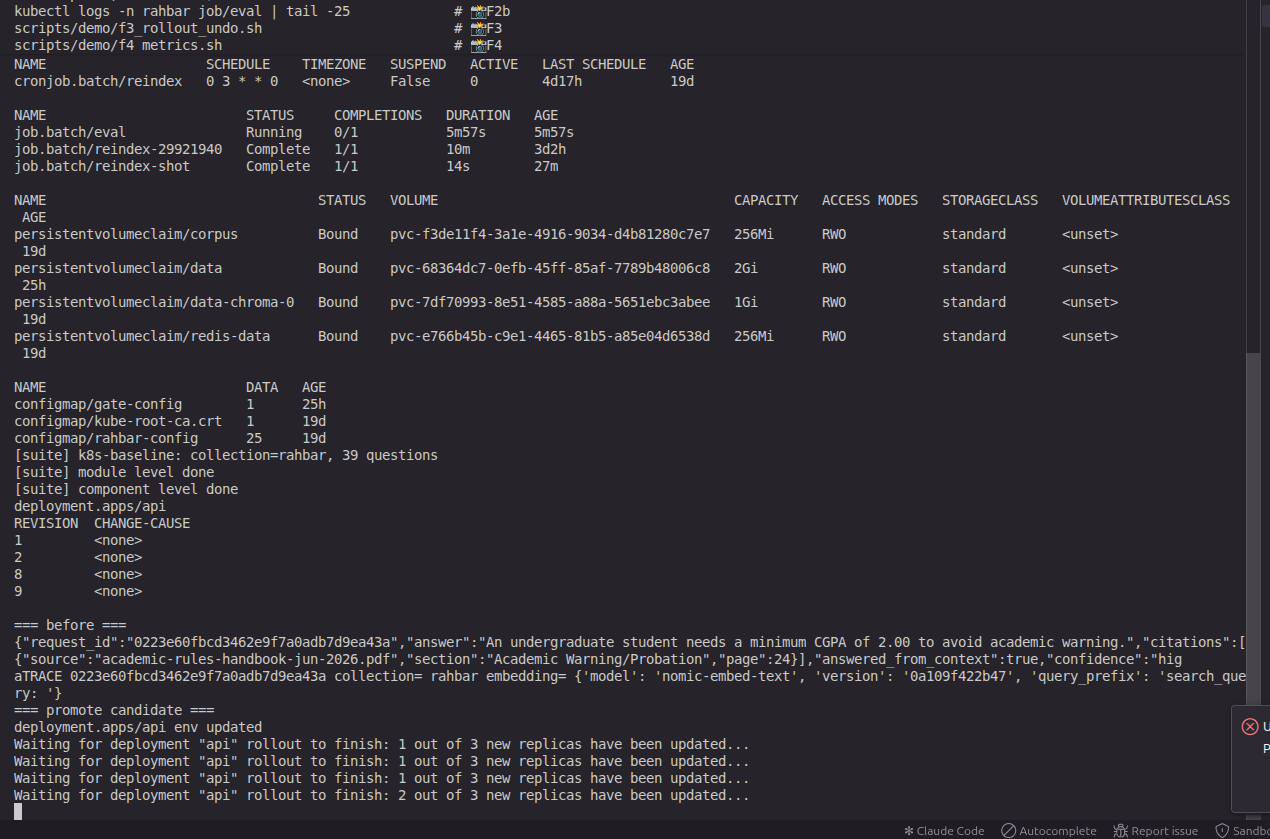 kubectl logs -n rahbar job/eval | tail -25                 # 📸F2b
scripts/demo/f3_rollout_undo.sh                        # 📸F3
scripts/demo/f4_metrics.sh                             # 📸F4
NAME                    SCHEDULE    TIMEZONE   SUSPEND   ACTIVE   LAST SCHEDULE   AGE
cronjob.batch/reindex   0 3 * * 0   <none>     False     0        4d17h           19d

NAME                         STATUS     COMPLETIONS   DURATION   AGE
job.batch/eval               Running    0/1           5m57s      5m57s
job.batch/reindex-29921940   Complete   1/1           10m        3d2h
job.batch/reindex-shot       Complete   1/1           14s        27m

NAME                                  STATUS   VOLUME                                     CAPACITY   ACCESS MODES   STORAGECLASS   VOLUMEATTRIBUTESCLASS
 AGE
persistentvolumeclaim/corpus          Bound    pvc-f3de11f4-3a1e-4916-9034-d4b81280c7e7   256Mi      RWO            standard       <unset>
 19d
persistentvolumeclaim/data            Bound    pvc-68364dc7-0efb-45ff-85af-7789b48006c8   2Gi        RWO            standard       <unset>
 25h
persistentvolumeclaim/data-chroma-0   Bound    pvc-7df70993-8e51-4585-a88a-5651ebc3abee   1Gi        RWO            standard       <unset>
 19d
persistentvolumeclaim/redis-data      Bound    pvc-e766b45b-c9e1-4465-81b5-a85e04d6538d   256Mi      RWO            standard       <unset>
 19d

NAME                         DATA   AGE
configmap/gate-config        1      25h
configmap/kube-root-ca.crt   1      19d
configmap/rahbar-config      25     19d
[suite] k8s-baseline: collection=rahbar, 39 questions
[suite] module level done
[suite] component level done
deployment.apps/api
REVISION  CHANGE-CAUSE
1         <none>
2         <none>
8         <none>
9         <none>

=== before ===
{"request_id":"0223e60fbcd3462e9f7a0adb7d9ea43a","answer":"An undergraduate student needs a minimum CGPA of 2.00 to avoid academic warning.","citations":[
{"source":"academic-rules-handbook-jun-2026.pdf","section":"Academic Warning/Probation","page":24}],"answered_from_context":true,"confidence":"hig
aTRACE 0223e60fbcd3462e9f7a0adb7d9ea43a collection= rahbar embedding= {'model': 'nomic-embed-text', 'version': '0a109f422b47', 'query_prefix': 'search_que
ry: '}
=== promote candidate ===
deployment.apps/api env updated
Waiting for deployment "api" rollout to finish: 1 out of 3 new replicas have been updated...
Waiting for deployment "api" rollout to finish: 1 out of 3 new replicas have been updated...
Waiting for deployment "api" rollout to finish: 1 out of 3 new replicas have been updated...
Waiting for deployment "api" rollout to finish: 2 out of 3 new replicas have been updated...
Claude Code   Autocomplete   Report issue